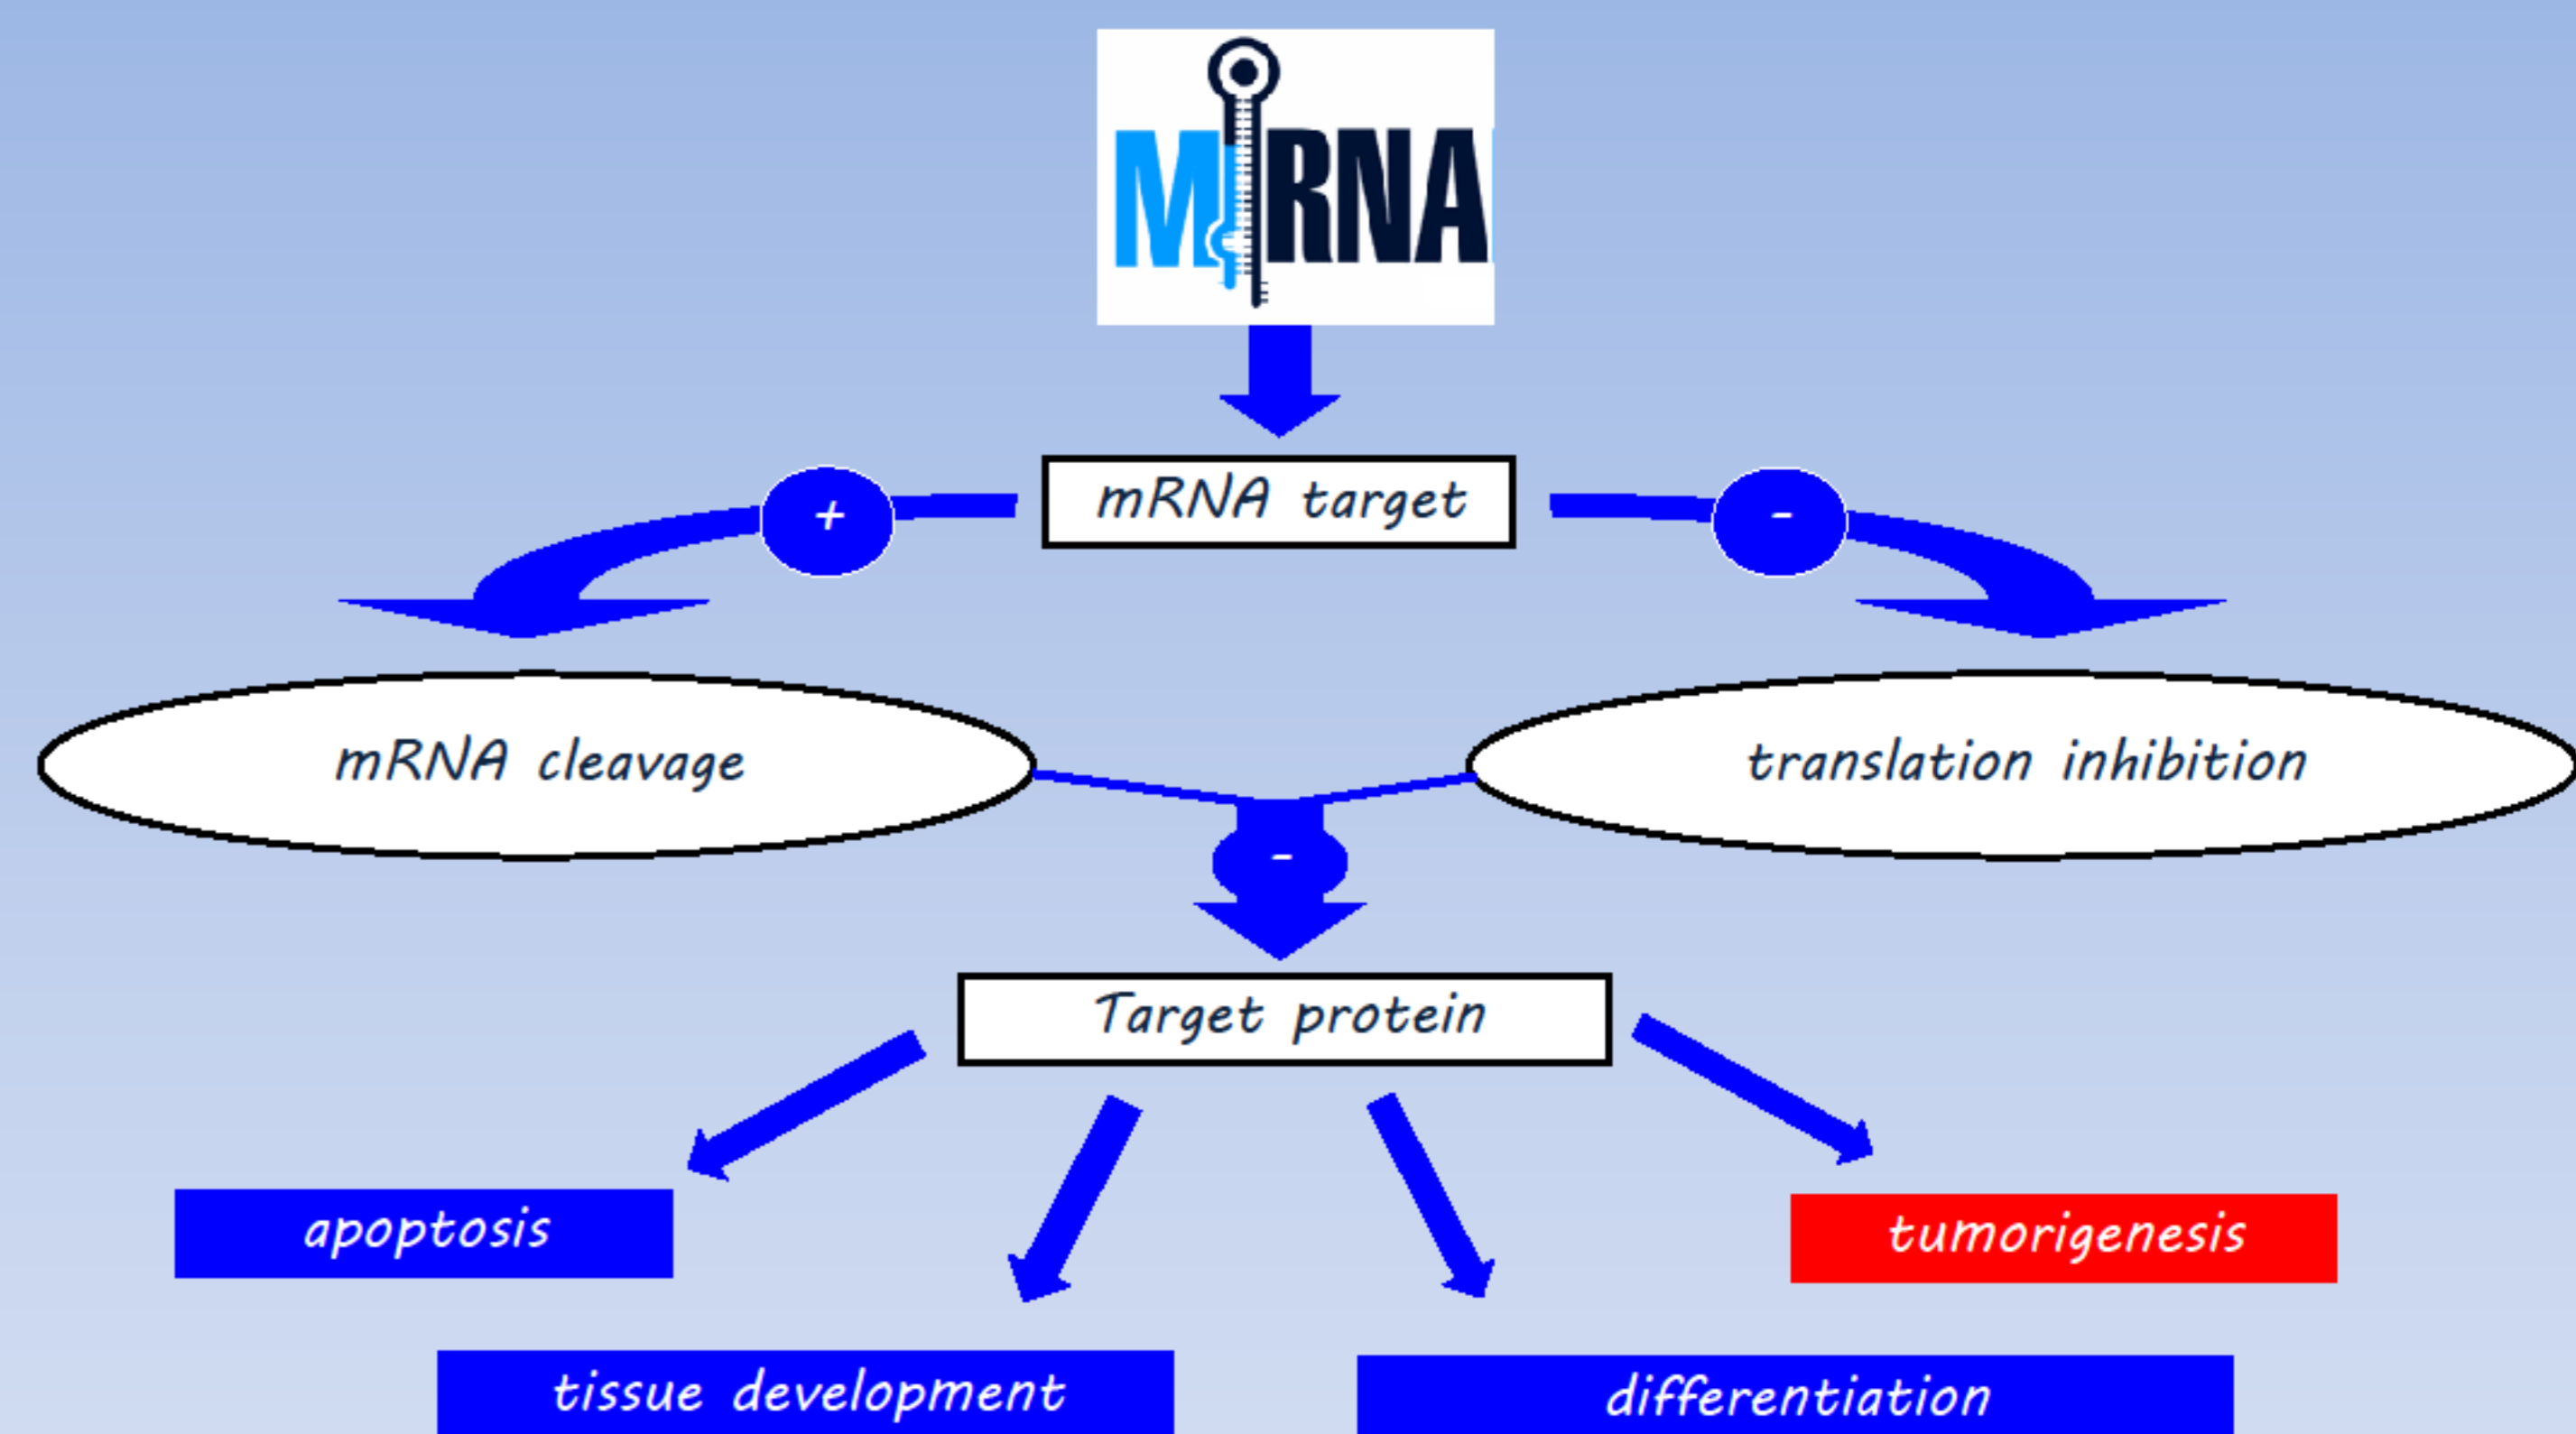 MiRNA
mRNA target
+
-
mRNA cleavage
translation inhibition
-
Target protein
apoptosis
tumorigenesis
tissue development
differentiation